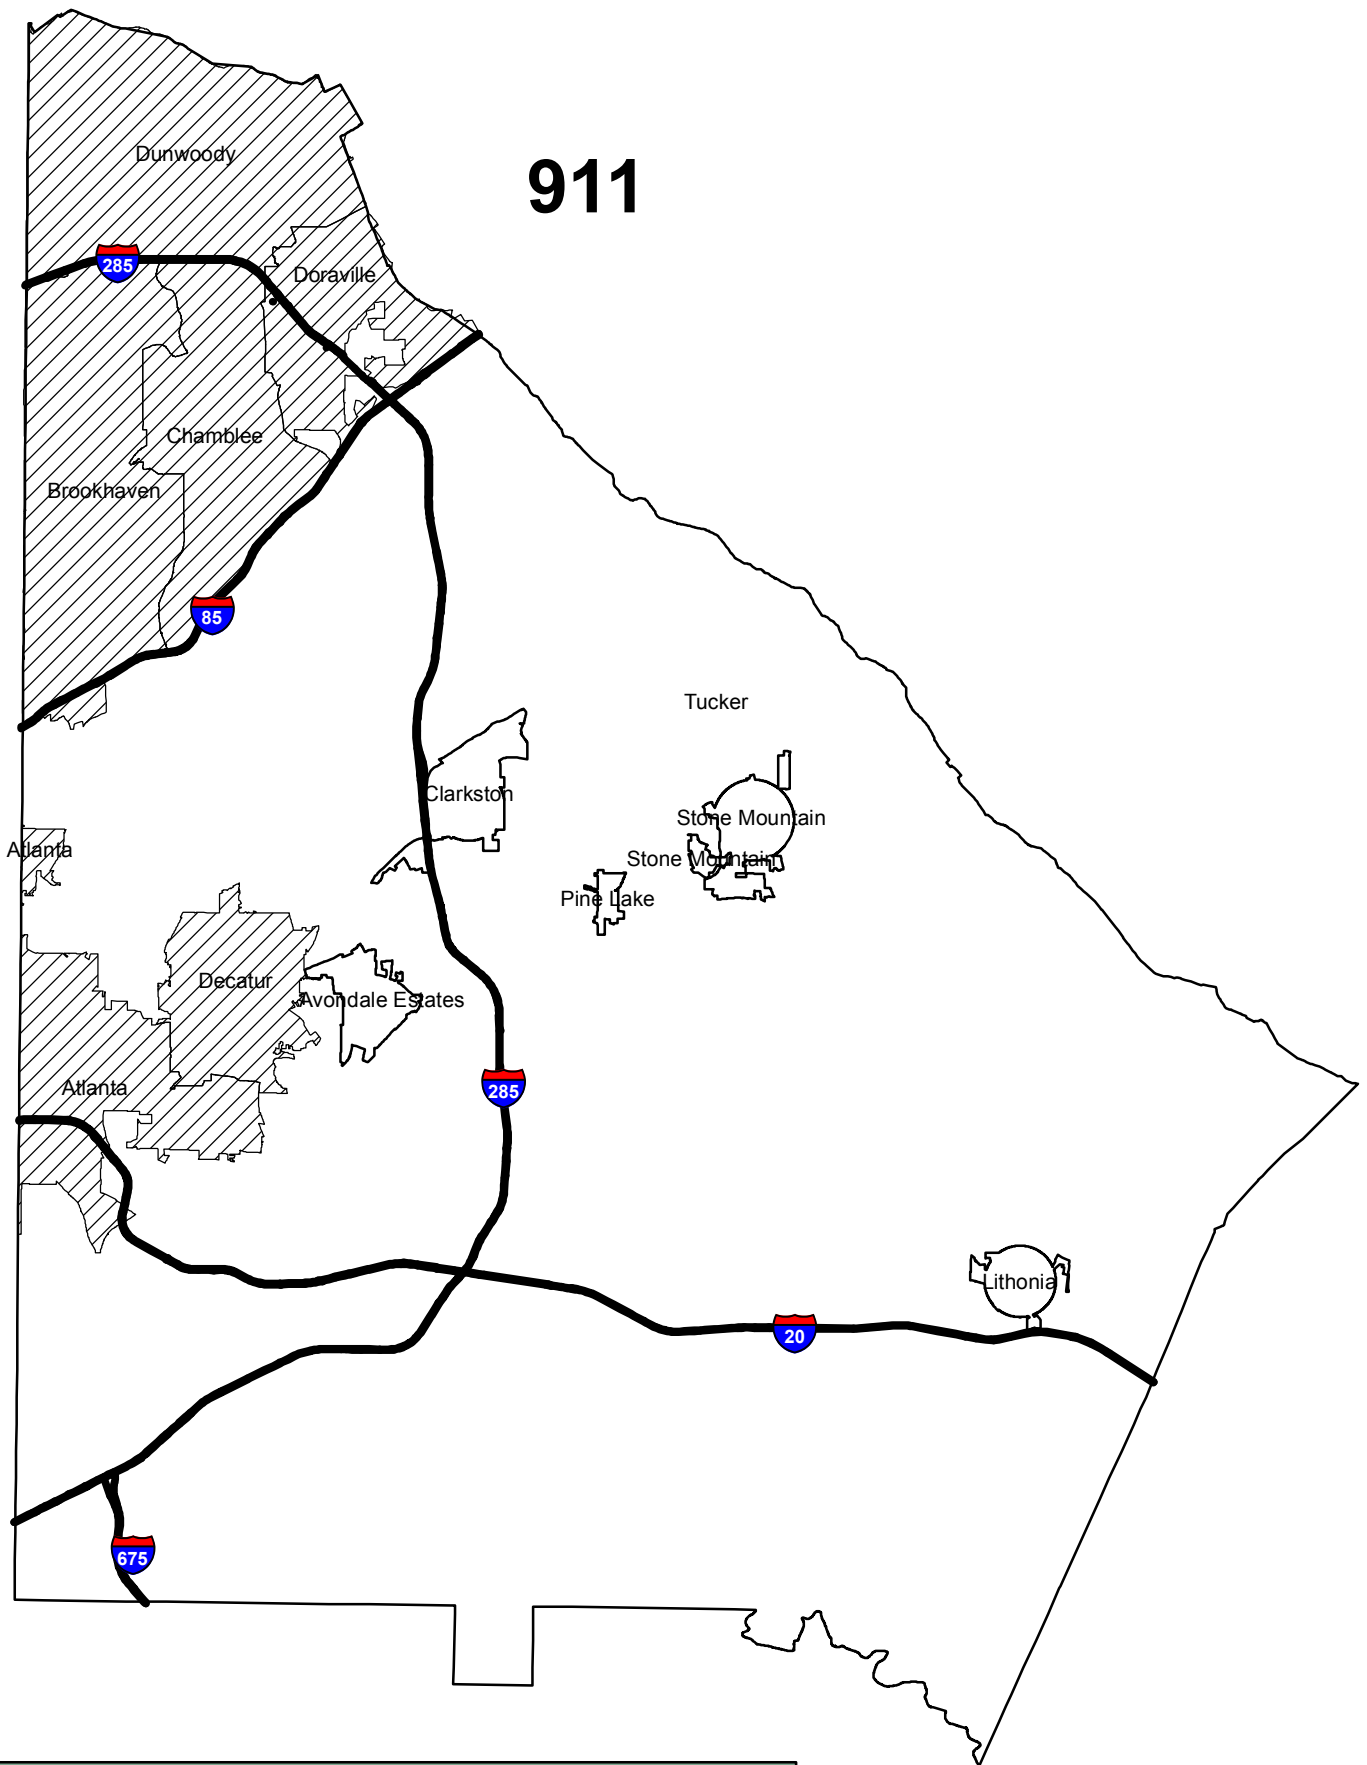 Dunwoody
911
285
Doraville
Chamblee
Brookhaven
85
Tucker
Clarkston
Stone Mountain
Atlanta
Stone Mountain
Pine Lake
Decatur
Avondale Estates
Atlanta
285
Lithonia
20
675